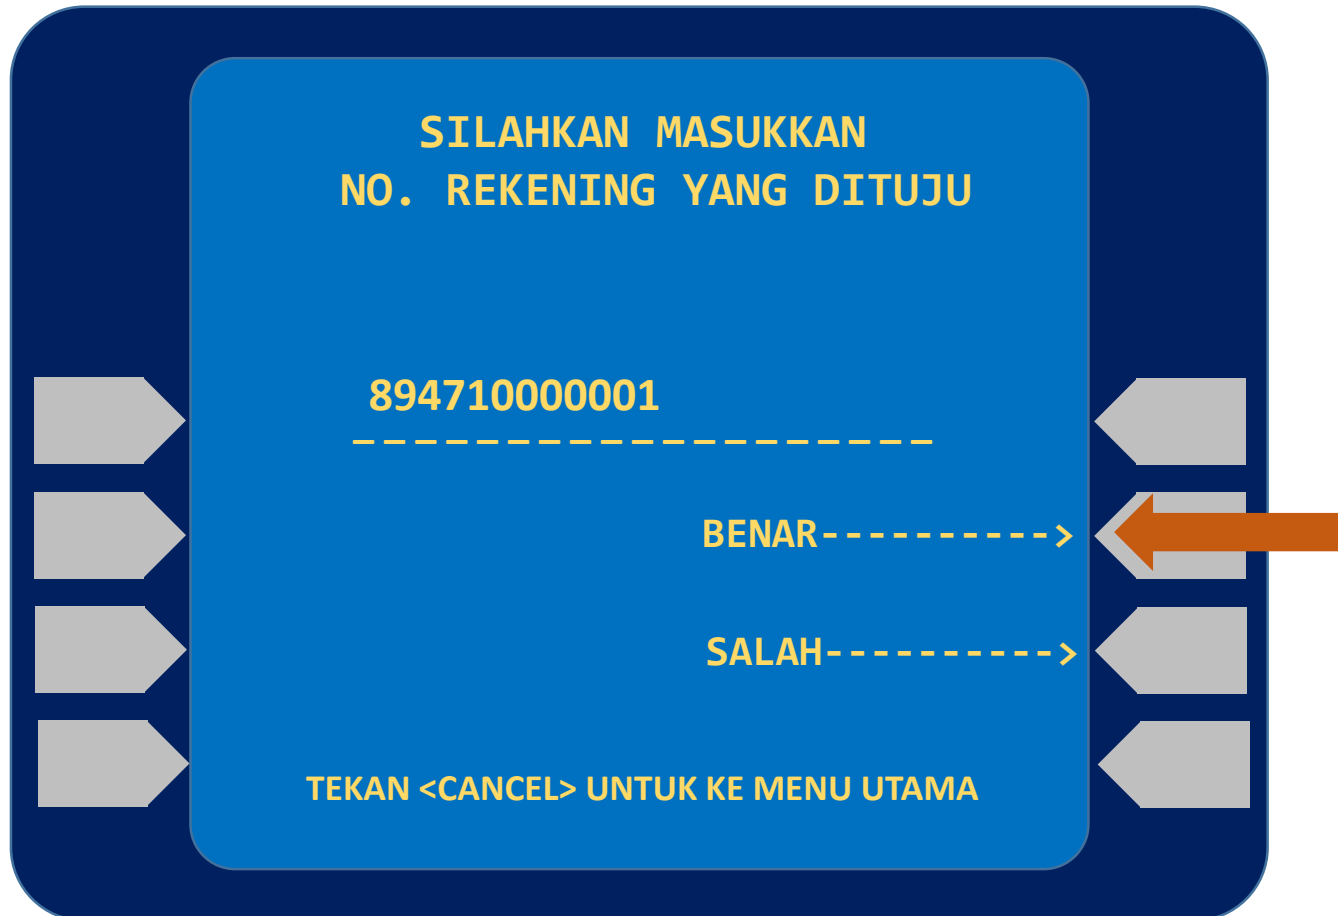 SILAHKAN MASUKKAN
NO. REKENING YANG DITUJU
894710000001
-------------------
BENAR---------->
SALAH---------->
TEKAN <CANCEL> UNTUK KE MENU UTAMA